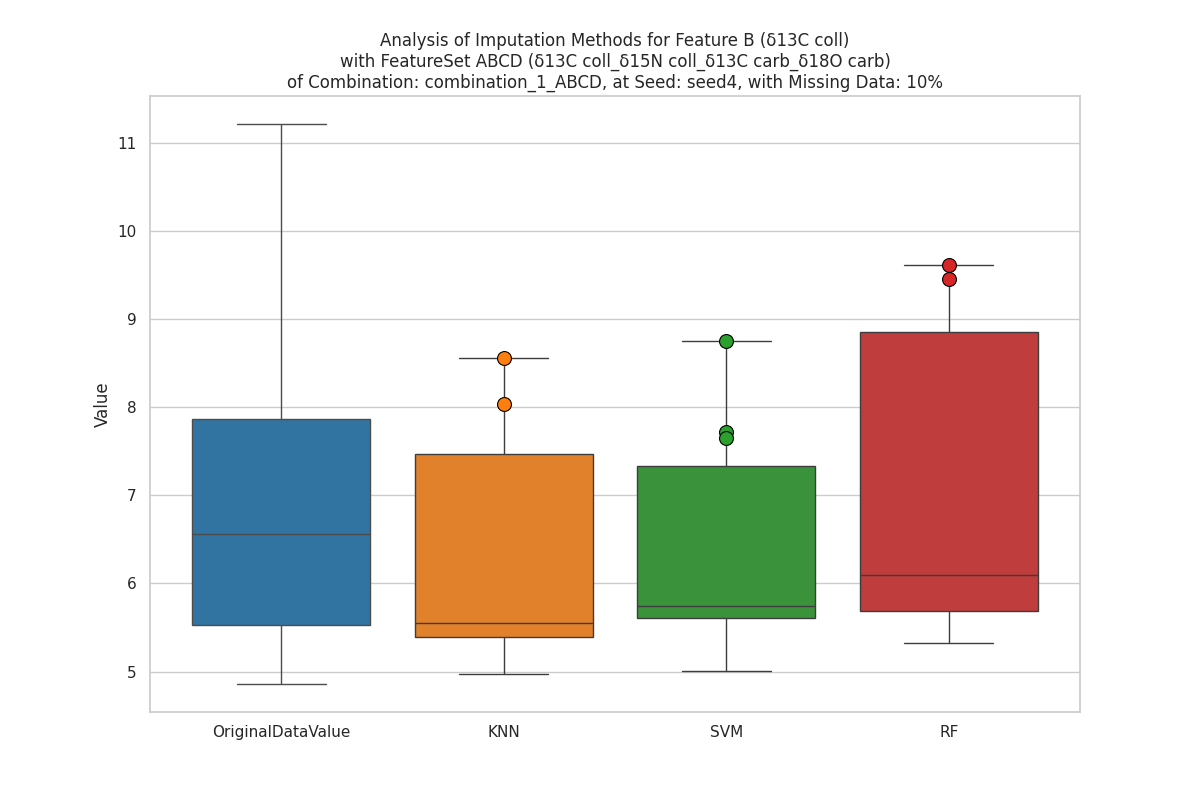 Analysis of Imputation Methods for Feature B (δ13C coll)
with FeatureSet ABCD (δ13C coll_δ15N coll_δ13C carb_δ18O carb)
of Combination: combination_1_ABCD, at Seed: seed4, with Missing Data: 10%
11
10
9
8
7
6
5
Value
OriginalDataValue KNN SVM RF